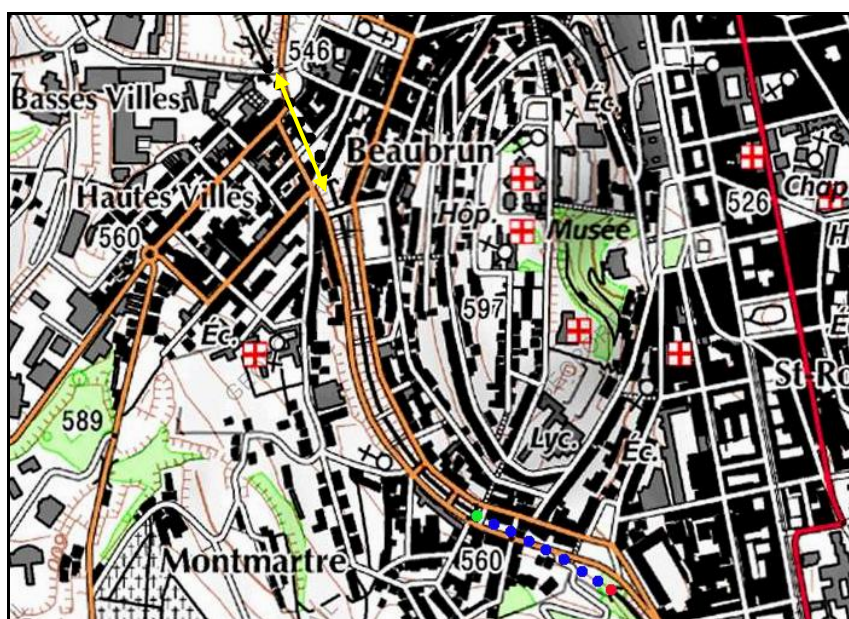 546
Éc.
Basses Villes
Beaubrun
Chap
Hautes Villes
526
Hôp.
Musée
560
H
597
Éc.
É
St-Ro
589
Lyc.
Éc.
560
Montmartre